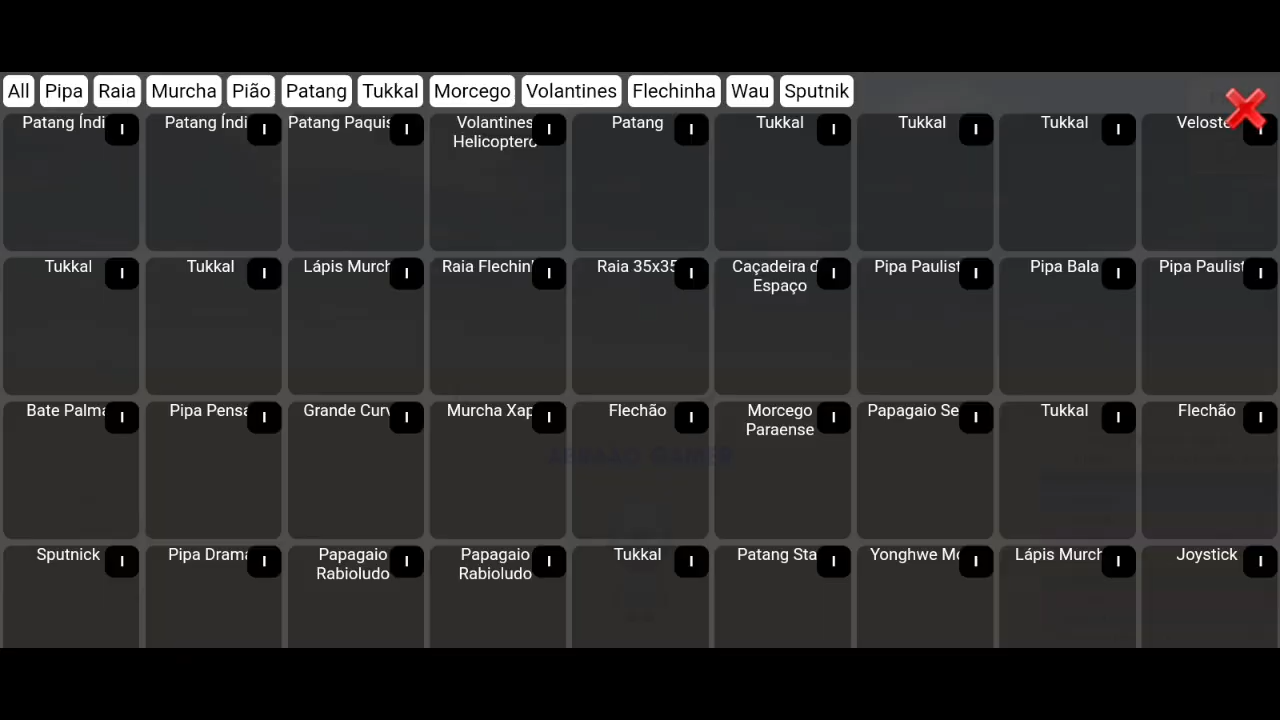 All Pipa Raia Murcha Pião Patang Tukkal Morcego Volantines Flechinha Wau Sputnik
Patang Índi I Patang Índi I Patang Paquis I Volantines I Patang I Tukkal I Tukkal I Tukkal I Veloste I
Helicoptero
Tukkal I Tukkal I Lápis Murch I Raia Flechinh I Raia 35x35 I Caçadeira d I Pipa Paulist I Pipa Bala I Pipa Paulist I
Espaço
Bate Palma I Pipa Pensa I Grande Curv I Murcha Xap I Flechão I Morcego I Papagaio Se I Tukkal I Flechão I
Paraense
ABIMAO GAMER
Sputnick I Pipa Drama I Papagaio I Papagaio I Tukkal I Patang Sta I Yonghwe Mo I Lápis Murch I Joystick I
Rabioludo Rabioludo